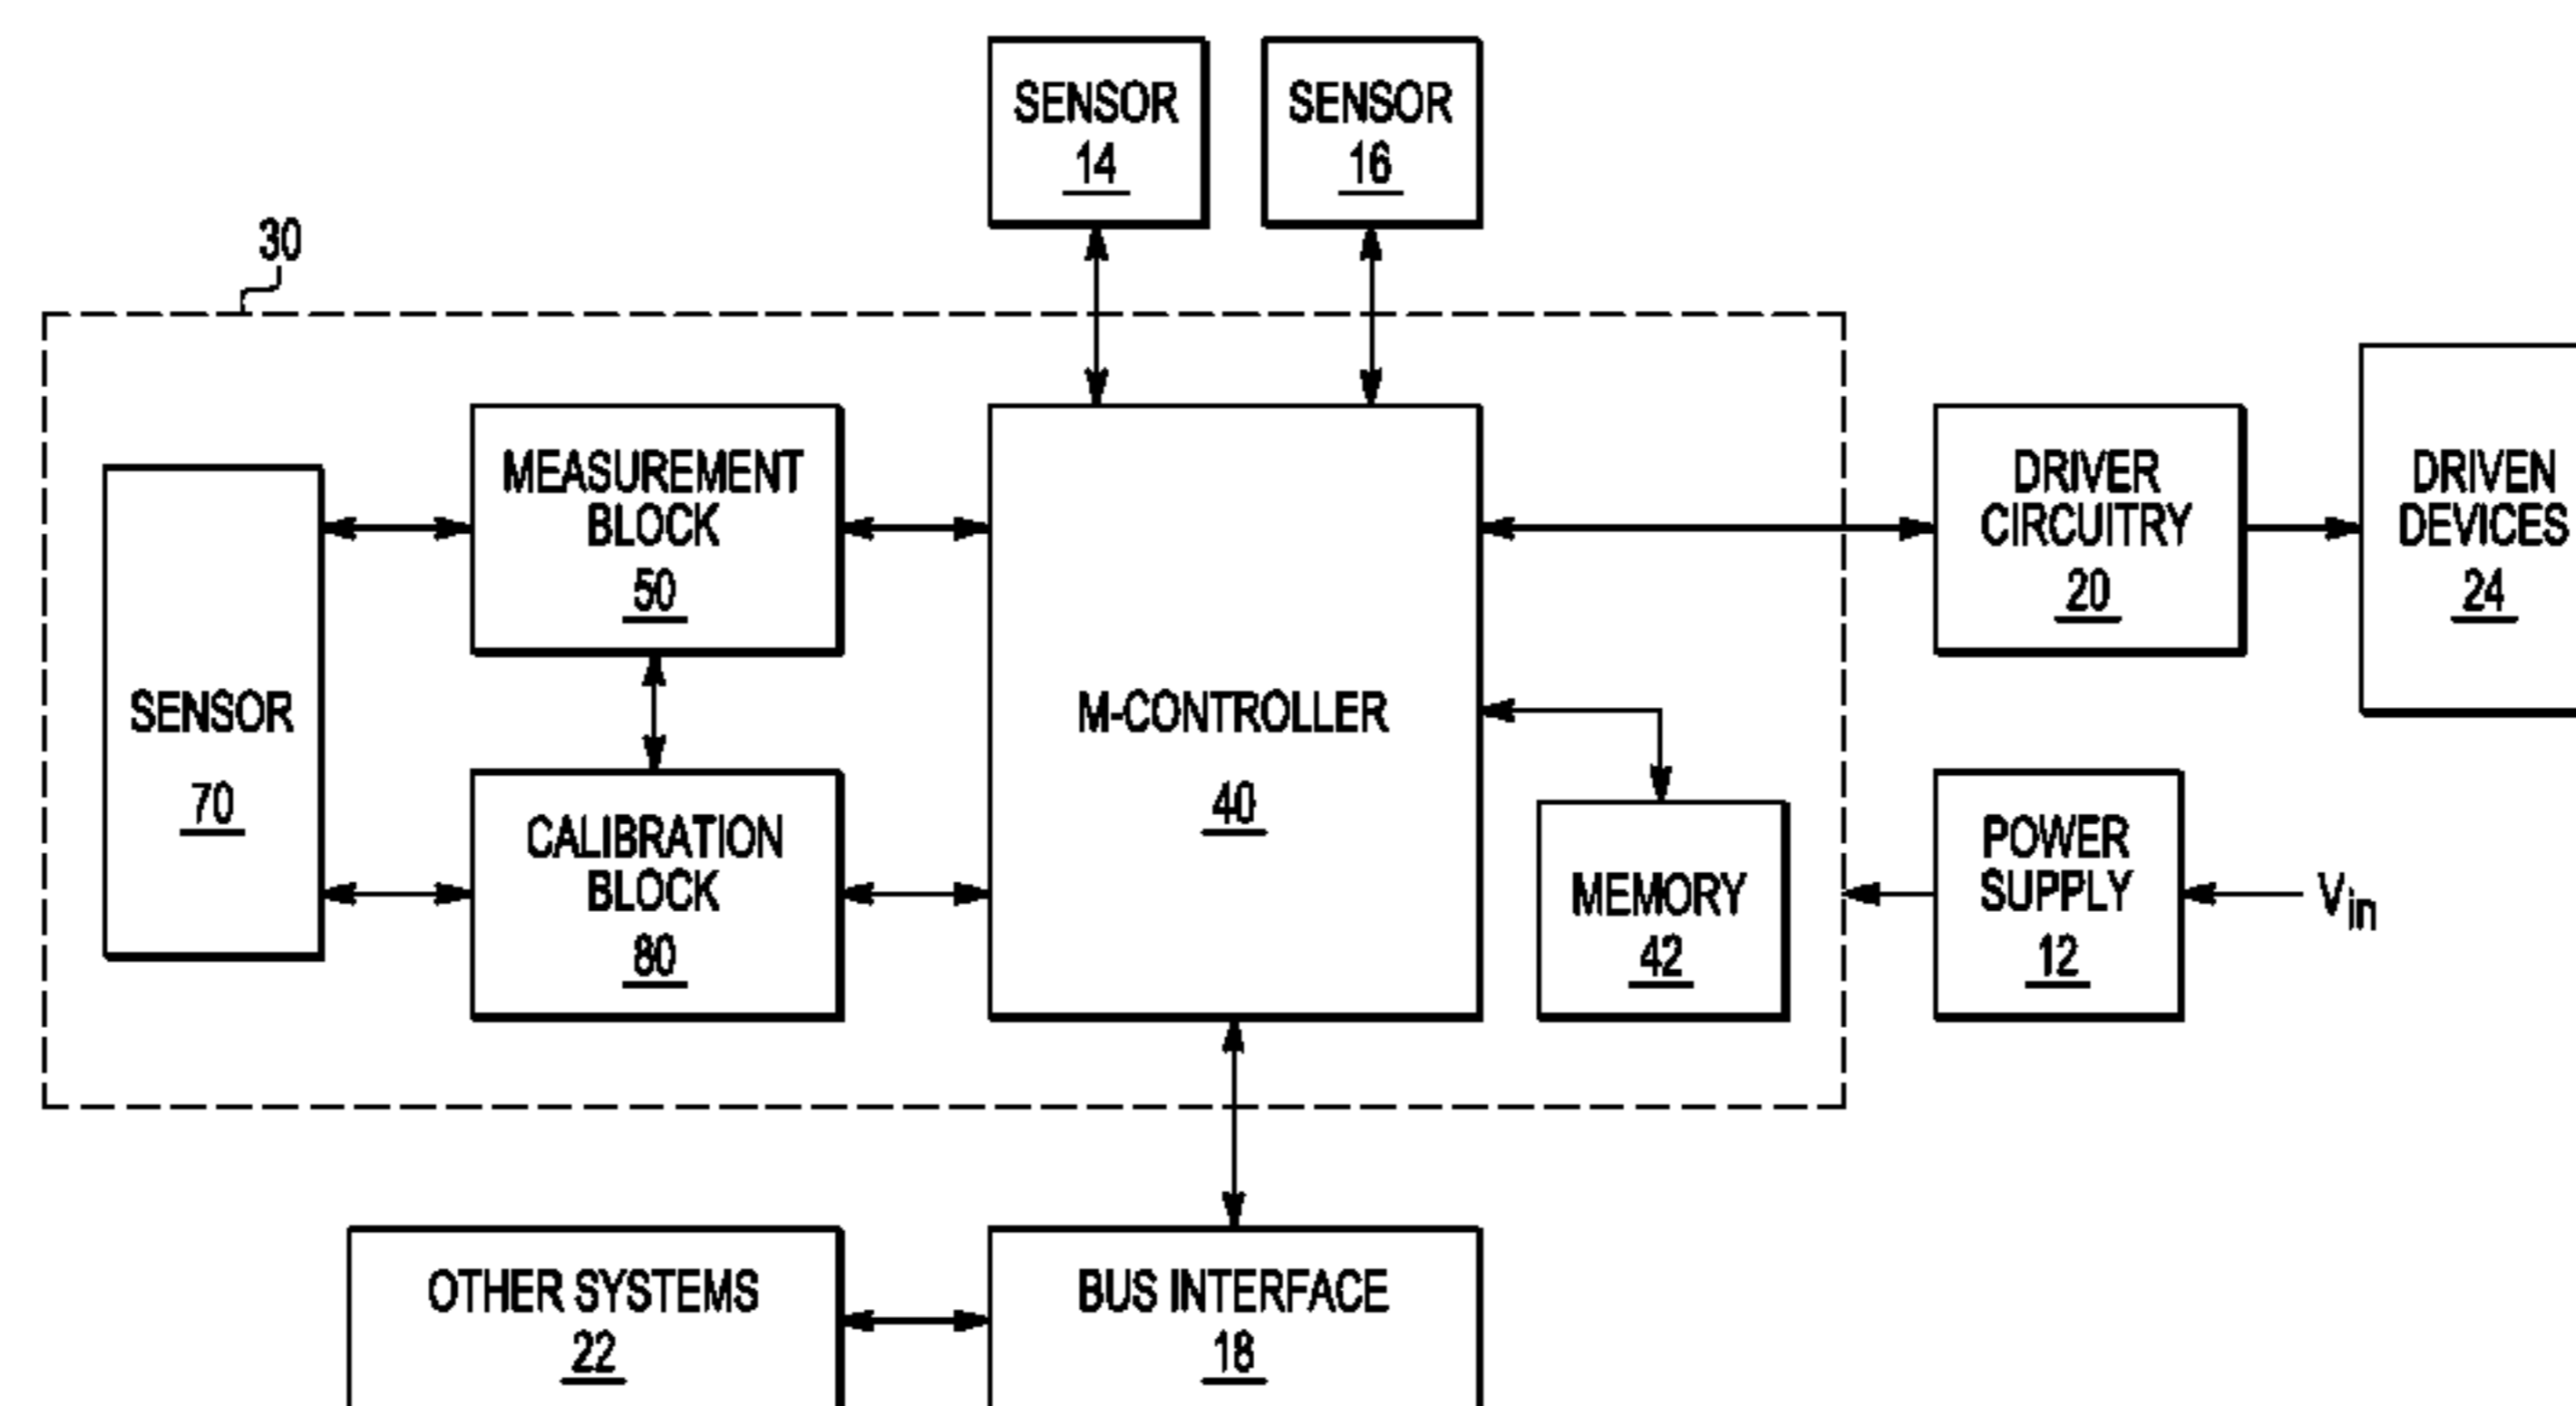 SENSOR
14
SENSOR
16
30
MEASUREMENT
BLOCK
50
DRIVER
CIRCUITRY
20
DRIVEN
DEVICES
24
SENSOR
70
M-CONTROLLER
40
CALIBRATION
BLOCK
80
MEMORY
42
POWER
SUPPLY
12
Vin
OTHER SYSTEMS
22
BUS INTERFACE
18